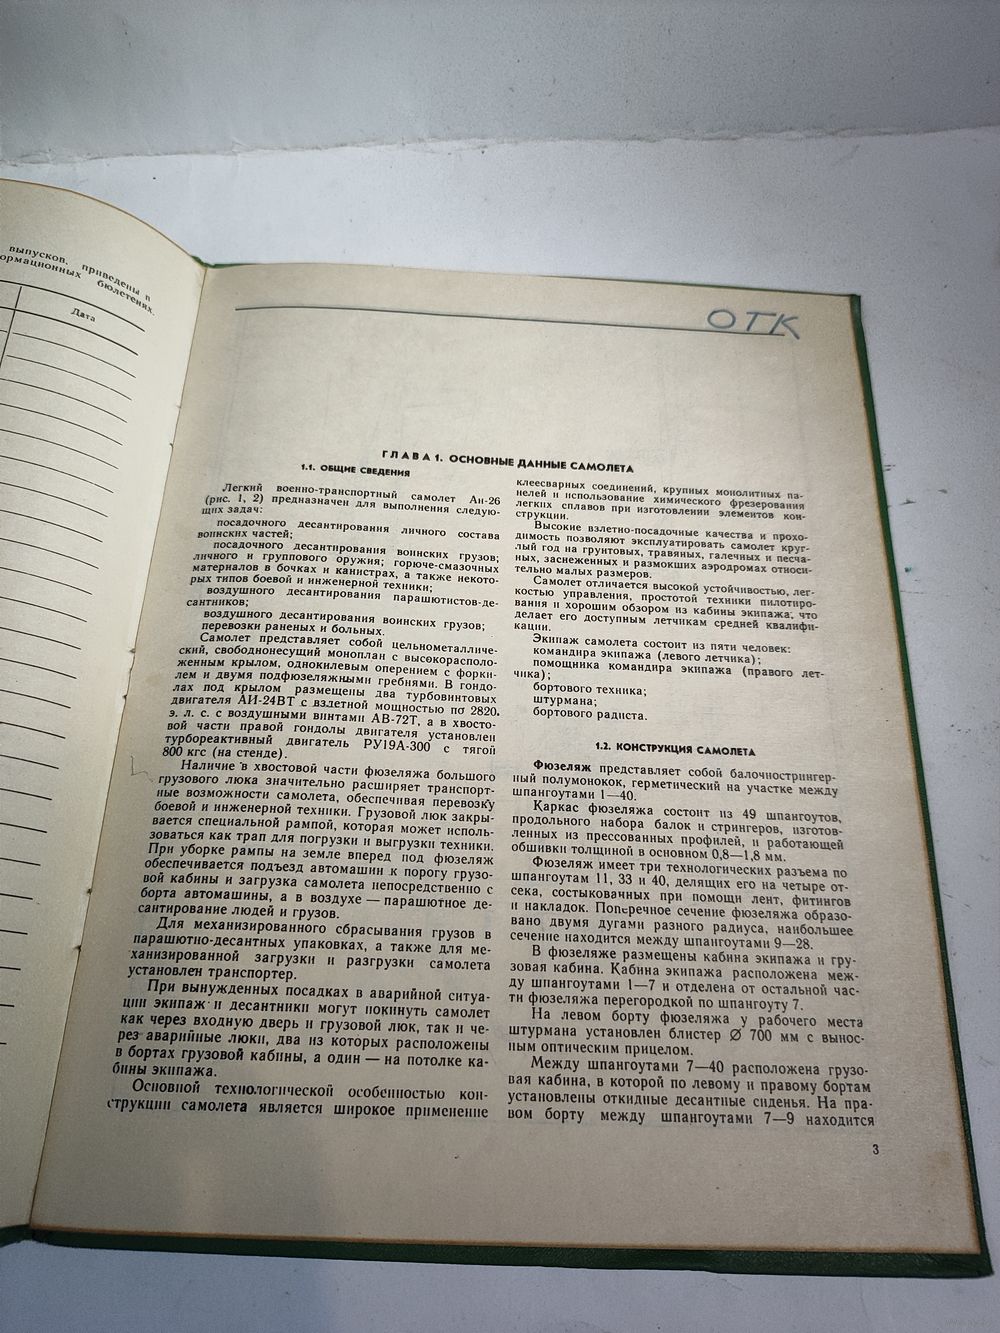 выпусков, приведены в
ормационных бюлетенях.
Дата
ОТК
ГЛАВА 1. ОСНОВНЫЕ ДАННЫЕ САМОЛЕТА
1.1. ОБЩИЕ СВЕДЕНИЯ
Легкий военно-транспортный самолет Ан-26
(рис. 1, 2) предназначен для выполнения следую-
щих задач:
посадочного десантирования личного состава
воинских частей;
посадочного десантирования воинских грузов;
личного и группового оружия; горюче-смазочных
материалов в бочках и канистрах, а также некото-
рых типов боевой и инженерной техники;
воздушного десантирования парашютистов-де-
сантников;
воздушного десантирования воинских грузов;
перевозки раненых и больных.
Самолет представляет собой цельнометалличе-
ский, свободнонесущий моноплан с высокораcполо-
женным крылом, однокилевым оперением с форки-
лем и двумя подфюзеляжными гребнями. В гондо-
лах под крылом размещены два турбовинтовых
двигателя АИ-24ВТ с взлетной мощностью по 2820.
э. л. с. с воздушными винтами АВ-72Т, а в хвосто-
вой части правой гондолы двигателя установлен
турбореактивный двигатель РУ19А-300 с тягой
800 кгс (на стенде).
Наличие в хвостовой части фюзеляжа большого
грузового люка значительно расширяет транспорт-
ные возможности самолета, обеспечивая перевозку
боевой и инженерной техники. Грузовой люк закры-
вается специальной рампой, которая может исполь-
зоваться как трап для погрузки и выгрузки техники.
При уборке рампы на земле вперед под фюзеляж
обеспечивается подъезд автомашин к порогу грузо-
вой кабины и загрузка самолета непосредственно с
борта автомашины, а в воздухе — парашютное де-
сантирование людей и грузов.
Для механизированного сбрасывания грузов в
парашютно-десантных упаковках, а также для ме-
ханизированной загрузки и разгрузки самолета
установлен транспортер.
При вынужденных посадках в аварийной ситуа-
ции экипаж и десантники могут покинуть самолет
как через входную дверь и грузовой люк, так и че-
рез аварийные люки, два из которых расположены
в бортах грузовой кабины, а один — на потолке ка-
бины экипажа.
Основной технологической особенностью кон-
струкции самолета является широкое применение
клеесварных соединений, крупных монолитных па-
нелей и использование химического фрезерования
легких сплавов при изготовлении элементов кон-
струкции.
Высокие взлетно-посадочные качества и прохо-
димость позволяют эксплуатировать самолет круг-
лый год на грунтовых, травяных, галечных и песча-
ных, заснеженных и размокших аэродромах относи-
тельно малых размеров.
Самолет отличается высокой устойчивостью, лег-
костью управления, простотой техники пилотиро-
вания и хорошим обзором из кабины экипажа, что
делает его доступным летчикам средней квалифи-
кации.
Экипаж самолета состоит из пяти человек:
командира экипажа (левого летчика);
помощника командира экипажа (правого лет-
чика);
бортового техника;
штурмана;
бортового радиста.
1.2. КОНСТРУКЦИЯ САМОЛЕТА
Фюзеляж представляет собой балочнострингер-
ный полумонокок, герметический на участке между
шпангоутами 1—40.
Каркас фюзеляжа состоит из 49 шпангоутов,
продольного набора балок и стрингеров, изготов-
ленных из прессованных профилей, и работающей
обшивки толщиной в основном 0,8—1,8 мм.
Фюзеляж имеет три технологических разъема по
шпангоутам 11, 33 и 40, делящих его на четыре от-
сека, состыкованных при помощи лент, фитингов
и накладок. Поперечное сечение фюзеляжа образо-
вано двумя дугами разного радиуса, наибольшее
сечение находится между шпангоутами 9—28.
В фюзеляже размещены кабина экипажа и гру-
зовая кабина. Кабина экипажа расположена меж-
ду шпангоутами 1—7 и отделена от остальной час-
ти фюзеляжа перегородкой по шпангоуту 7.
На левом борту фюзеляжа у рабочего места
штурмана установлен блистер ∅ 700 мм с вынос-
ным оптическим прицелом.
Между шпангоутами 7—40 расположена грузо-
вая кабина, в которой по левому и правому бортам
установлены откидные десантные сиденья. На пра-
вом борту между шпангоутами 7—9 находится
3